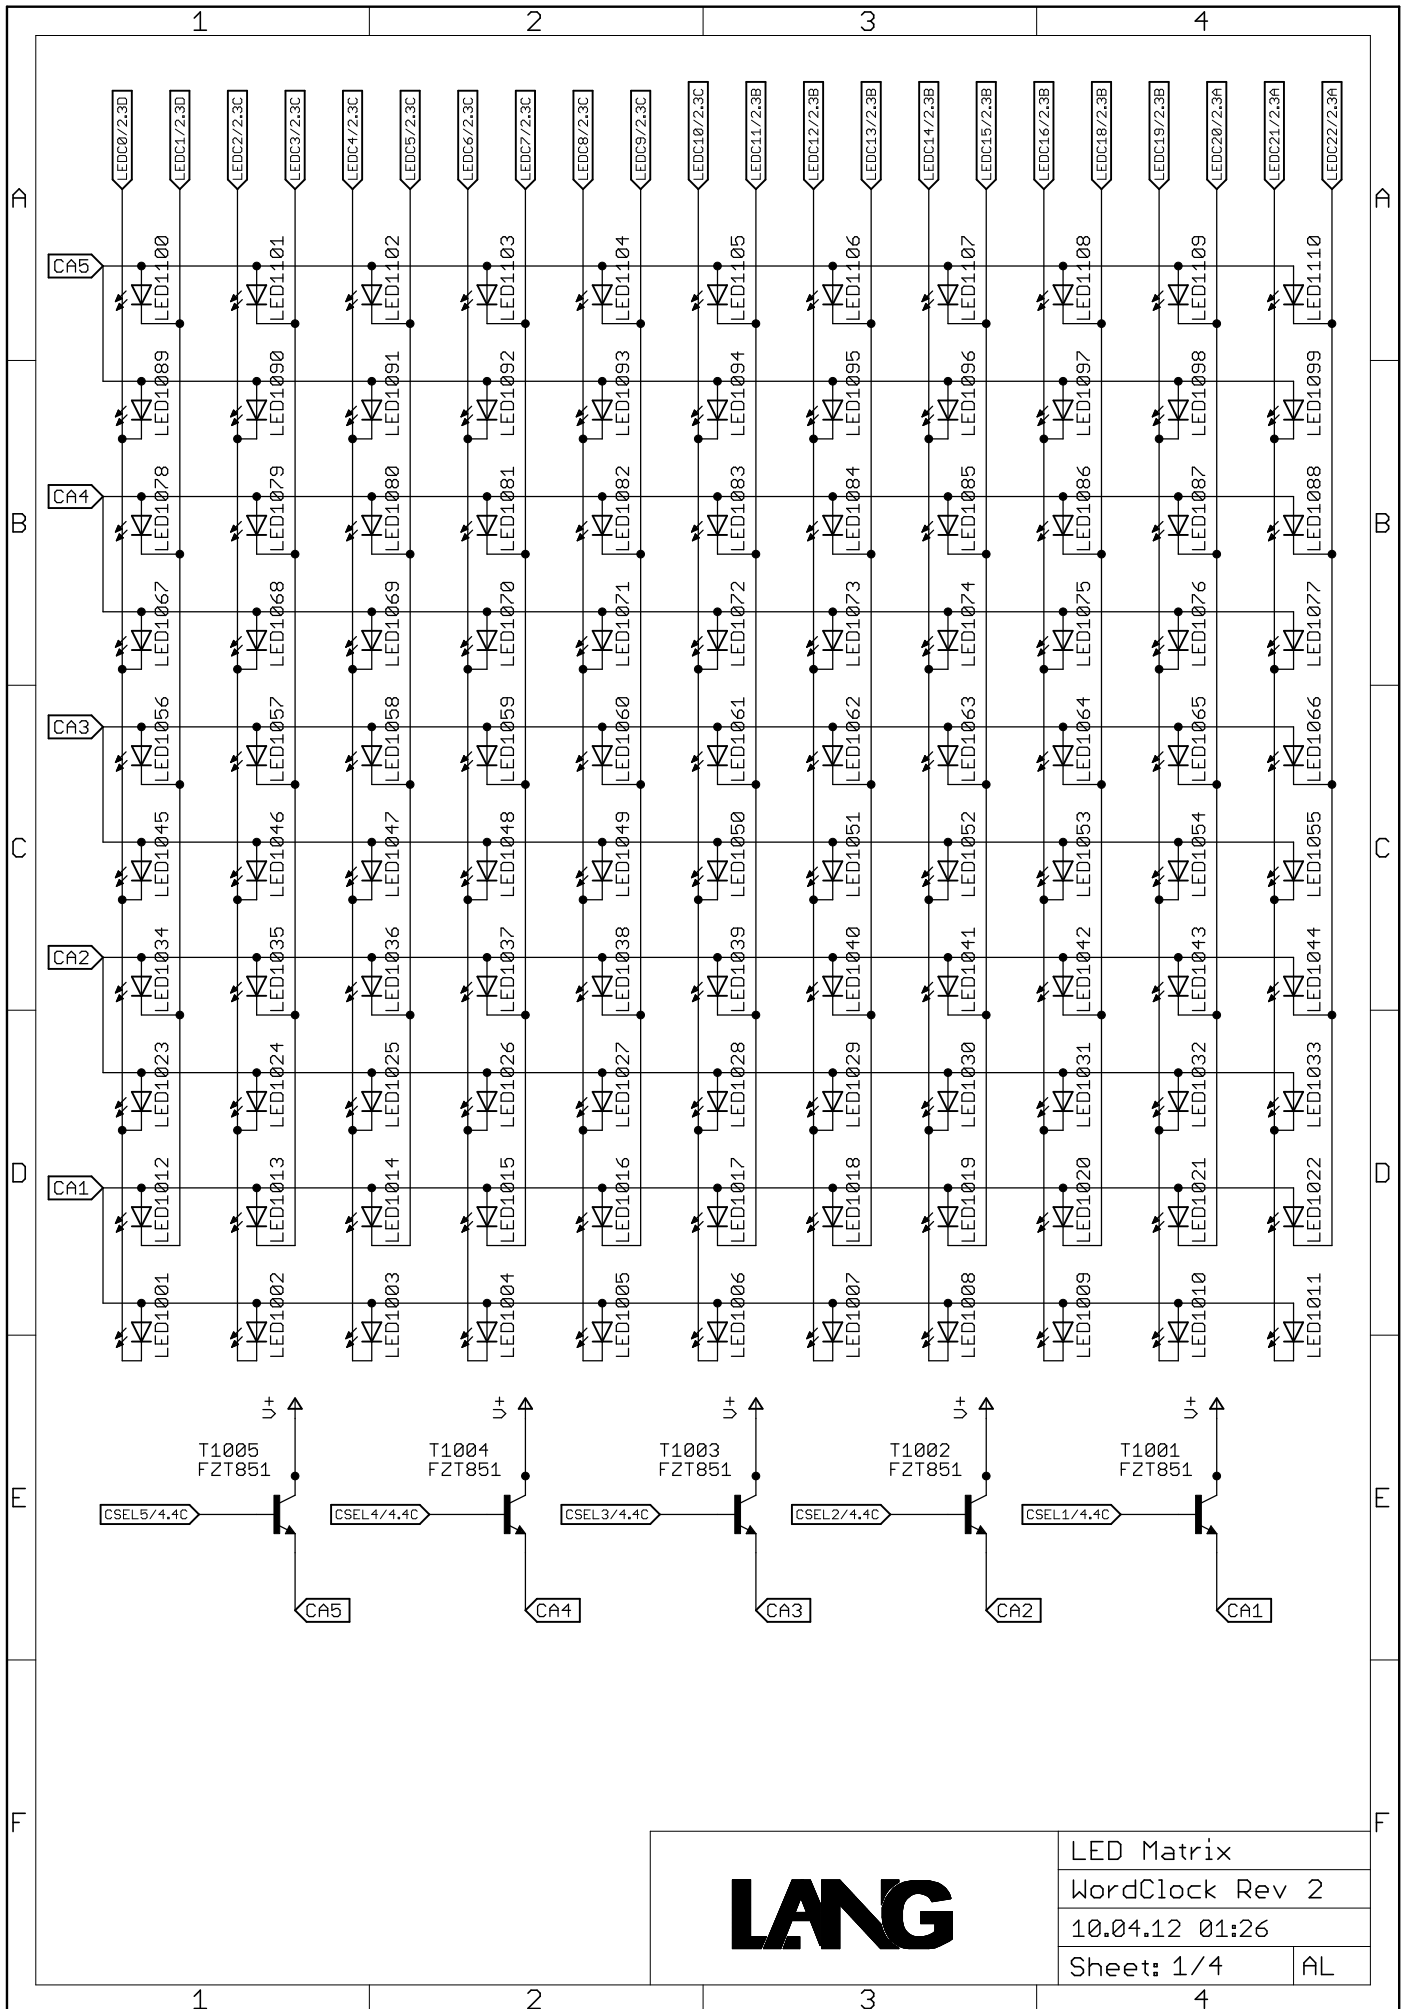 1 2 3 4
LEDC0/2.3D LEDC1/2.3D LEDC2/2.3C LEDC3/2.3C LEDC4/2.3C LEDC5/2.3C LEDC6/2.3C LEDC7/2.3C LEDC8/2.3C LEDC9/2.3C LEDC10/2.3C LEDC11/2.3B LEDC12/2.3B LEDC13/2.3B LEDC14/2.3B LEDC15/2.3B LEDC16/2.3B LEDC18/2.3B LEDC19/2.3B LEDC20/2.3A LEDC21/2.3A LEDC22/2.3A
A A
CA5 LED1100 LED1101 LED1102 LED1103 LED1104 LED1105 LED1106 LED1107 LED1108 LED1109 LED1110
LED1089 LED1090 LED1091 LED1092 LED1093 LED1094 LED1095 LED1096 LED1097 LED1098 LED1099
CA4 LED1078 LED1079 LED1080 LED1081 LED1082 LED1083 LED1084 LED1085 LED1086 LED1087 LED1088
B B
LED1067 LED1068 LED1069 LED1070 LED1071 LED1072 LED1073 LED1074 LED1075 LED1076 LED1077
CA3 LED1056 LED1057 LED1058 LED1059 LED1060 LED1061 LED1062 LED1063 LED1064 LED1065 LED1066
C C
LED1045 LED1046 LED1047 LED1048 LED1049 LED1050 LED1051 LED1052 LED1053 LED1054 LED1055
CA2 LED1034 LED1035 LED1036 LED1037 LED1038 LED1039 LED1040 LED1041 LED1042 LED1043 LED1044
LED1023 LED1024 LED1025 LED1026 LED1027 LED1028 LED1029 LED1030 LED1031 LED1032 LED1033
D D
CA1 LED1012 LED1013 LED1014 LED1015 LED1016 LED1017 LED1018 LED1019 LED1020 LED1021 LED1022
LED1001 LED1002 LED1003 LED1004 LED1005 LED1006 LED1007 LED1008 LED1009 LED1010 LED1011
V+ V+ V+ V+ V+
T1005 T1004 T1003 T1002 T1001
FZT851 FZT851 FZT851 FZT851 FZT851
E E
CSEL5/4.4C CSEL4/4.4C CSEL3/4.4C CSEL2/4.4C CSEL1/4.4C
CA5 CA4 CA3 CA2 CA1
F F
LANG
LED Matrix
WordClock Rev 2
10.04.12 01:26
Sheet: 1/4 AL
1 2 3 4